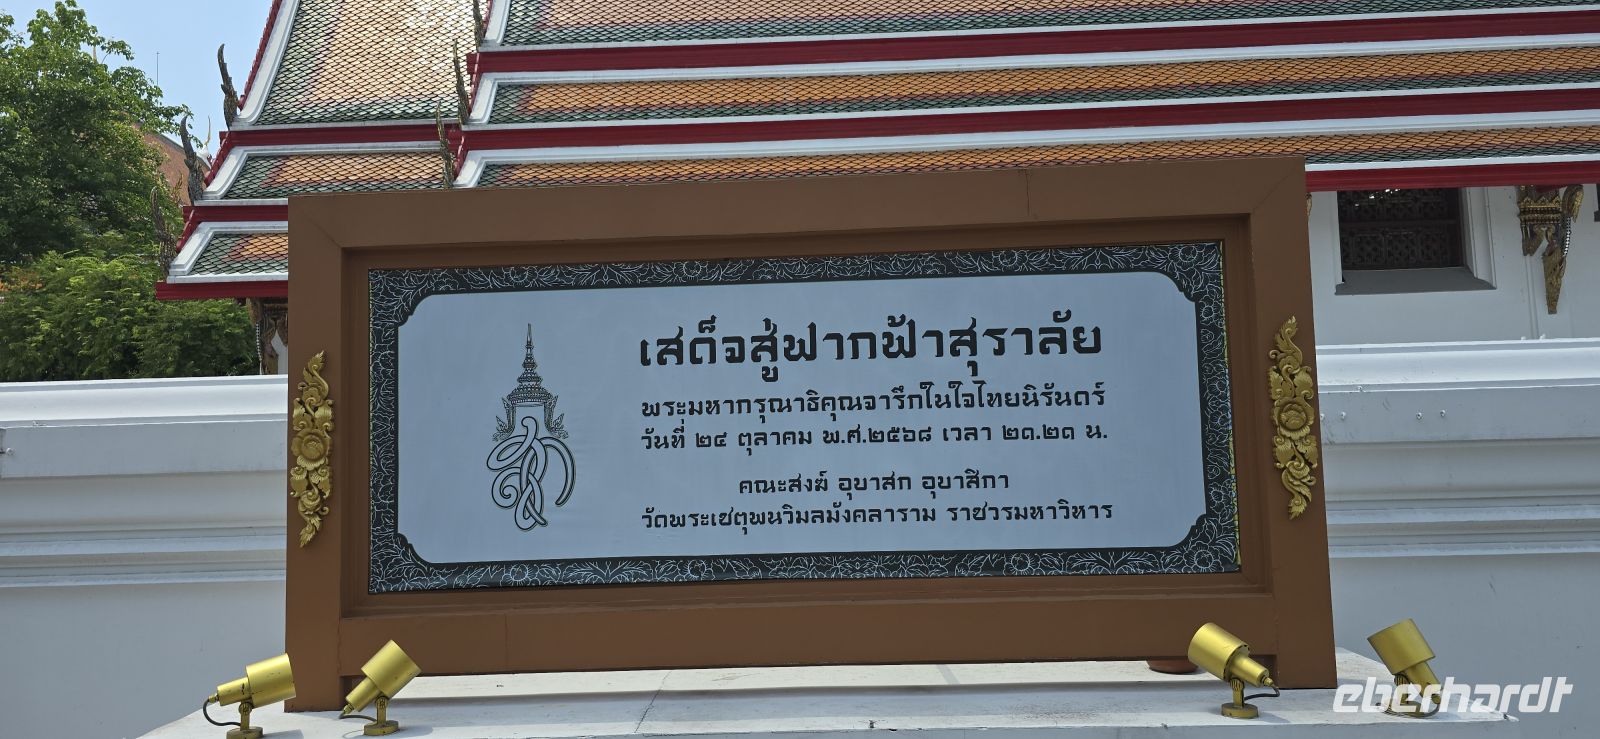 เสด็จสู่ฟากฟ้าสุราลัย
พระมหากรุณาธิคุณจารึกในใจไทยนิรันดร์
วันที่ ๒๔ ตุลาคม พ.ศ.๒๕๖๘ เวลา ๒๑.๒๑ น.
คณะสงฆ์ อุบาสก อุบาสิกา
วัดพระเชตุพนวิมลมังคลาราม ราชวรมหาวิหาร
eberhardt